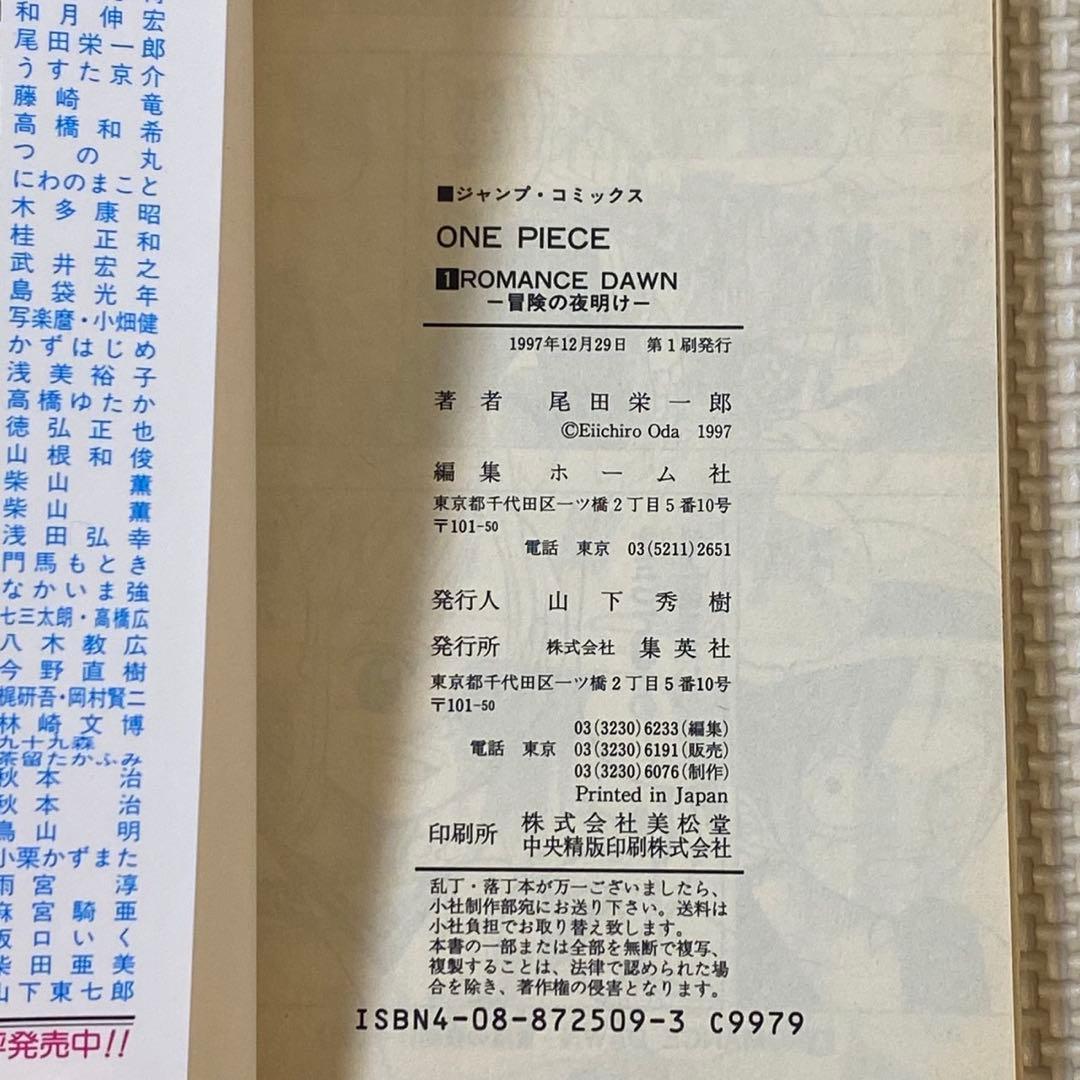 和月伸宏
尾田栄一郎
うすた京介
藤崎竜
高橋和希
つの丸
にわのまこと
木多康昭
桂正和
武井宏之
島袋光年
写楽麿・小畑健
かずはじめ
浅美裕子
高橋ゆたか
徳弘正也
山根和俊
柴山薫
柴山薫
浅田弘幸
門馬もとき
なかいま強
七三太朗・高橋広
八木教広
今野直樹
梶研吾・岡村賢二
林崎文博
九十九森
茶留たかふみ
秋本治
秋本治
鳥山明
小栗かずまた
雨宮淳
麻宮騎亜
坂口いく
柴田亜美
山下東七郎
評発売中!!
■ジャンプ・コミックス
ONE PIECE
1 ROMANCE DAWN
―冒険の夜明け―
1997年12月29日 第1刷発行
著者 尾田栄一郎
©Eiichiro Oda 1997
編集 ホーム社
東京都千代田区一ツ橋2丁目5番10号
〒101-50
電話 東京 03(5211)2651
発行人 山下秀樹
発行所 株式会社 集英社
東京都千代田区一ツ橋2丁目5番10号
〒101-50
03(3230)6233(編集)
電話 東京 03(3230)6191(販売)
03(3230)6076(制作)
Printed in Japan
印刷所 株式会社美松堂
中央精版印刷株式会社
乱丁・落丁本が万一ございましたら、
小社制作部宛にお送り下さい。送料は
小社負担でお取り替え致します。
本書の一部または全部を無断で複写、
複製することは、法律で認められた場
合を除き、著作権の侵害となります。
ISBN4-08-872509-3 C9979